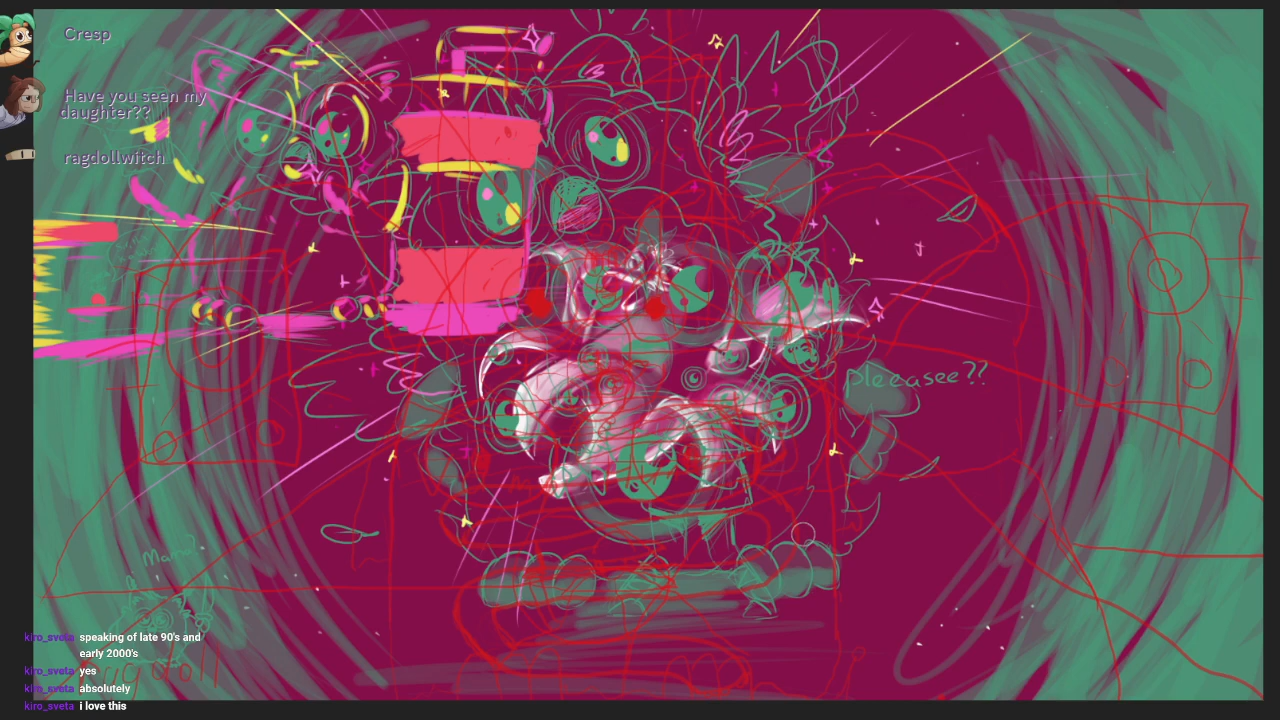 Cresp
Have you seen my
daughter??
ragdollwitch
pleeasee??
Mama?
kiro_sveta speaking of late 90's and
early 2000's
kiro_sveta yes
kiro_sveta absolutely
kiro_sveta i love this